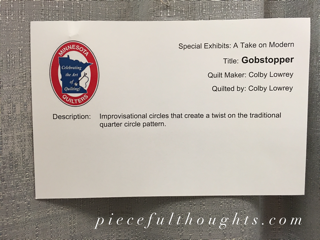 MINNESOTA
Celebrating
the Art
of
Quilting!
QUILTERS
Special Exhibits: A Take on Modern
Title: Gobstopper
Quilt Maker: Colby Lowrey
Quilted by: Colby Lowrey
Description: Improvisational circles that create a twist on the traditional
quarter circle pattern.
piecefulthoughts.com